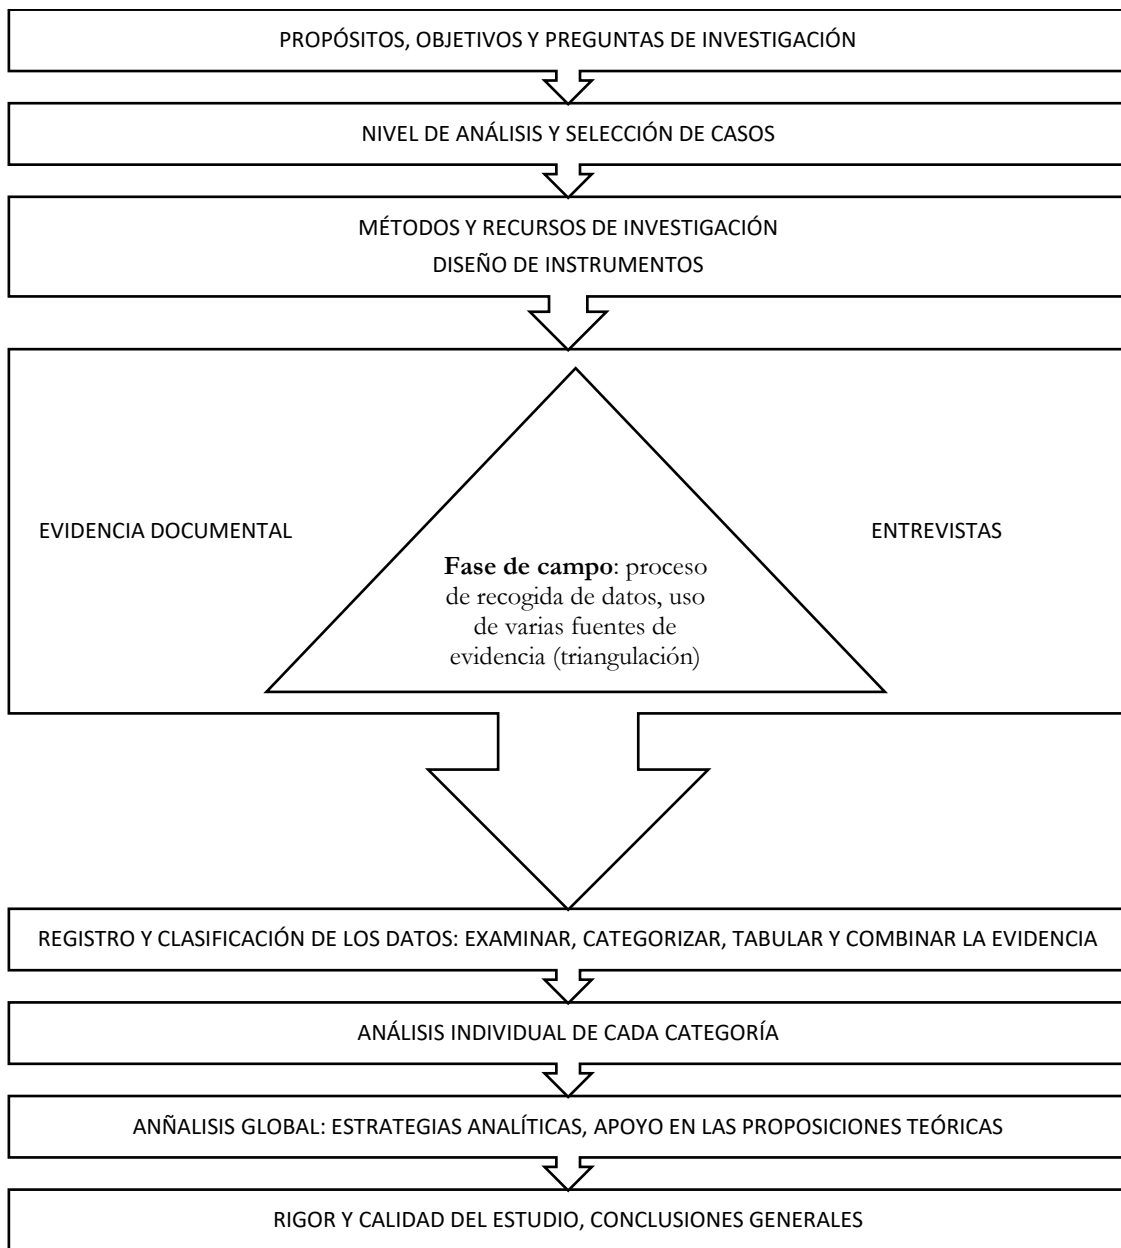 PROPÓSITOS, OBJETIVOS Y PREGUNTAS DE INVESTIGACIÓN
NIVEL DE ANÁLISIS Y SELECCIÓN DE CASOS
MÉTODOS Y RECURSOS DE INVESTIGACIÓN
DISEÑO DE INSTRUMENTOS
EVIDENCIA DOCUMENTAL
ENTREVISTAS
Fase de campo: proceso
de recogida de datos, uso
de varias fuentes de
evidencia (triangulación)
REGISTRO Y CLASIFICACIÓN DE LOS DATOS: EXAMINAR, CATEGORIZAR, TABULAR Y COMBINAR LA EVIDENCIA
ANÁLISIS INDIVIDUAL DE CADA CATEGORÍA
ANÑALISIS GLOBAL: ESTRATEGIAS ANALÍTICAS, APOYO EN LAS PROPOSICIONES TEÓRICAS
RIGOR Y CALIDAD DEL ESTUDIO, CONCLUSIONES GENERALES